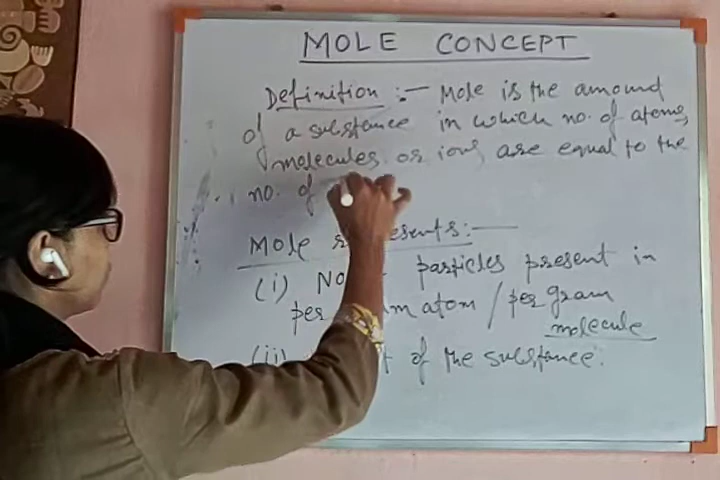 MOLE CONCEPT
Definition :— Mole is the amount
of a substance in which no. of atoms,
molecules or ions are equal to the
no. of
Mole represents:—
(i) No. particles present in
per gram atom / per gram
molecule
(ii) of the substance.